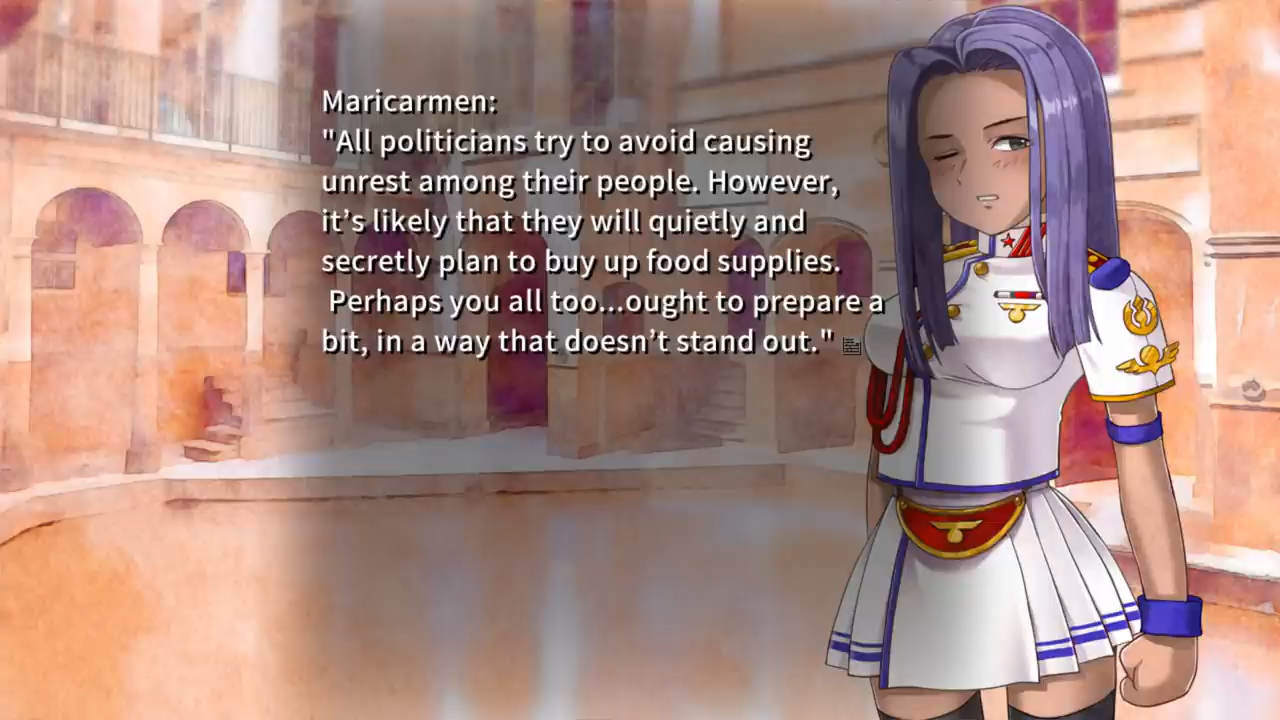 Maricarmen:
"All politicians try to avoid causing
unrest among their people. However,
it’s likely that they will quietly and
secretly plan to buy up food supplies.
Perhaps you all too...ought to prepare a
bit, in a way that doesn’t stand out."